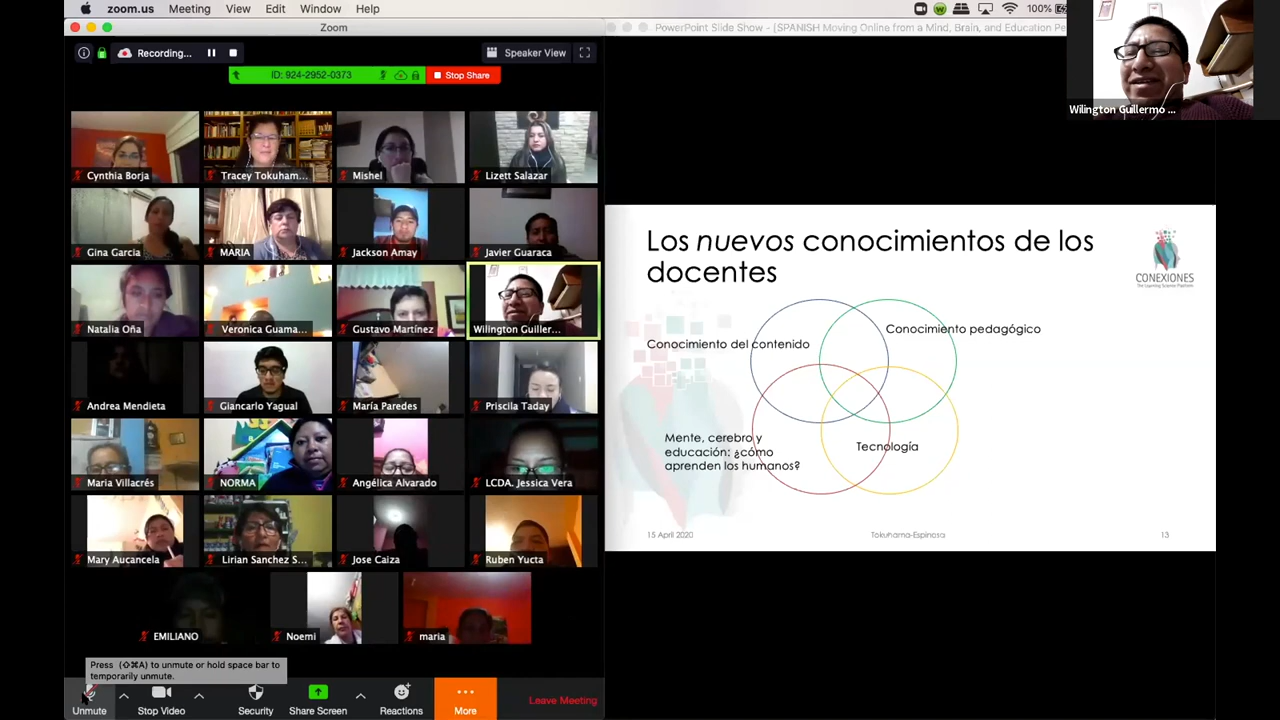 zoom.us Meeting View Edit Window Help 100%
Zoom
PowerPoint Slide Show - [SPANISH Moving Online from a Mind, Brain, and Education Pe
Recording...
Speaker View
ID: 924-2952-0373
Stop Share
Wilington Guillermo ...
Cynthia Borja
Tracey Tokuham...
Mishel
Lizett Salazar
Gina Garcia
MARIA
Jackson Amay
Javier Guaraca
Natalia Oña
Veronica Guama...
Gustavo Martínez
Wilington Guiller...
Andrea Mendieta
Giancarlo Yagual
María Paredes
Priscila Taday
Maria Villacrés
NORMA
Angélica Alvarado
LCDA. Jessica Vera
Mary Aucancela
Lirian Sanchez S...
Jose Caiza
Ruben Yucta
EMILIANO
Noemi
maria
Press (⇧⌘A) to unmute or hold space bar to
temporarily unmute.
Unmute
Stop Video
Security
Share Screen
Reactions
More
Leave Meeting
Los nuevos conocimientos de los
docentes
CONEXIONES
The Learning Sciences Platform
Conocimiento pedagógico
Conocimiento del contenido
Mente, cerebro y
educación: ¿cómo
aprenden los humanos?
Tecnología
15 April 2020
Tokuhama-Espinosa
13